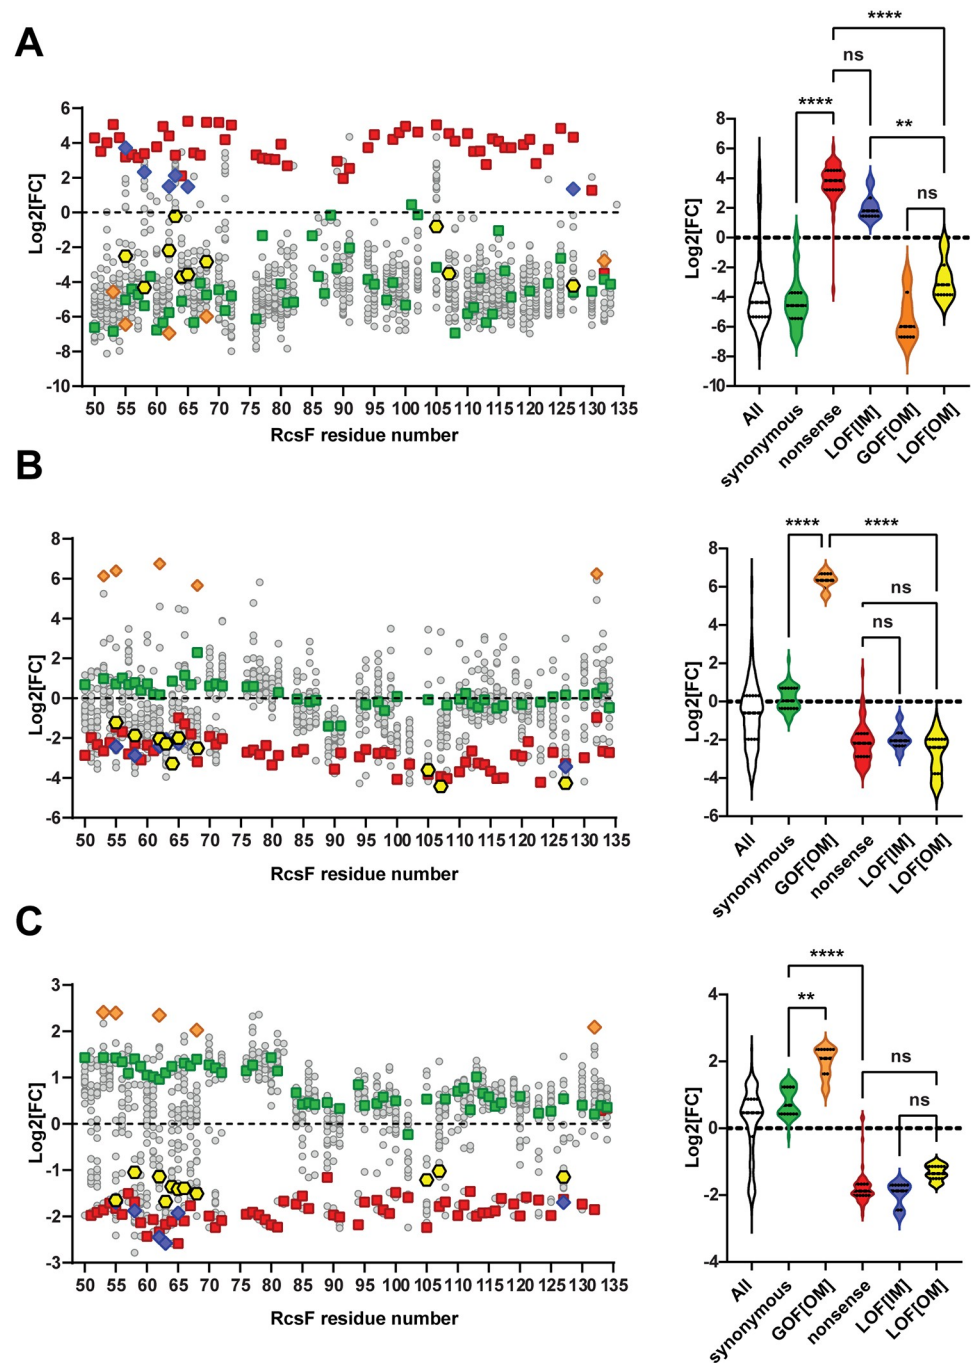 A
Log2[FC]
6
4
2
0
-2
-4
-6
-8
-10
50 55 60 65 70 75 80 85 90 95 100 105 110 115 120 125 130 135
RcsF residue number
****
ns
****
**
ns
Log2[FC]
8
6
4
2
0
-2
-4
-6
-8
-10
All synonymous nonsense LOF[IM] GOF[OM] LOF[OM]
B
Log2[FC]
8
6
4
2
0
-2
-4
-6
50 55 60 65 70 75 80 85 90 95 100 105 110 115 120 125 130 135
RcsF residue number
**** ****
ns
ns
Log2[FC]
8
6
4
2
0
-2
-4
-6
All synonymous GOF[OM] nonsense LOF[IM] LOF[OM]
C
Log2[FC]
3
2
1
0
-1
-2
-3
50 55 60 65 70 75 80 85 90 95 100 105 110 115 120 125 130 135
RcsF residue number
****
**
ns
ns
Log2[FC]
4
2
0
-2
-4
All synonymous GOF[OM] nonsense LOF[IM] LOF[OM]